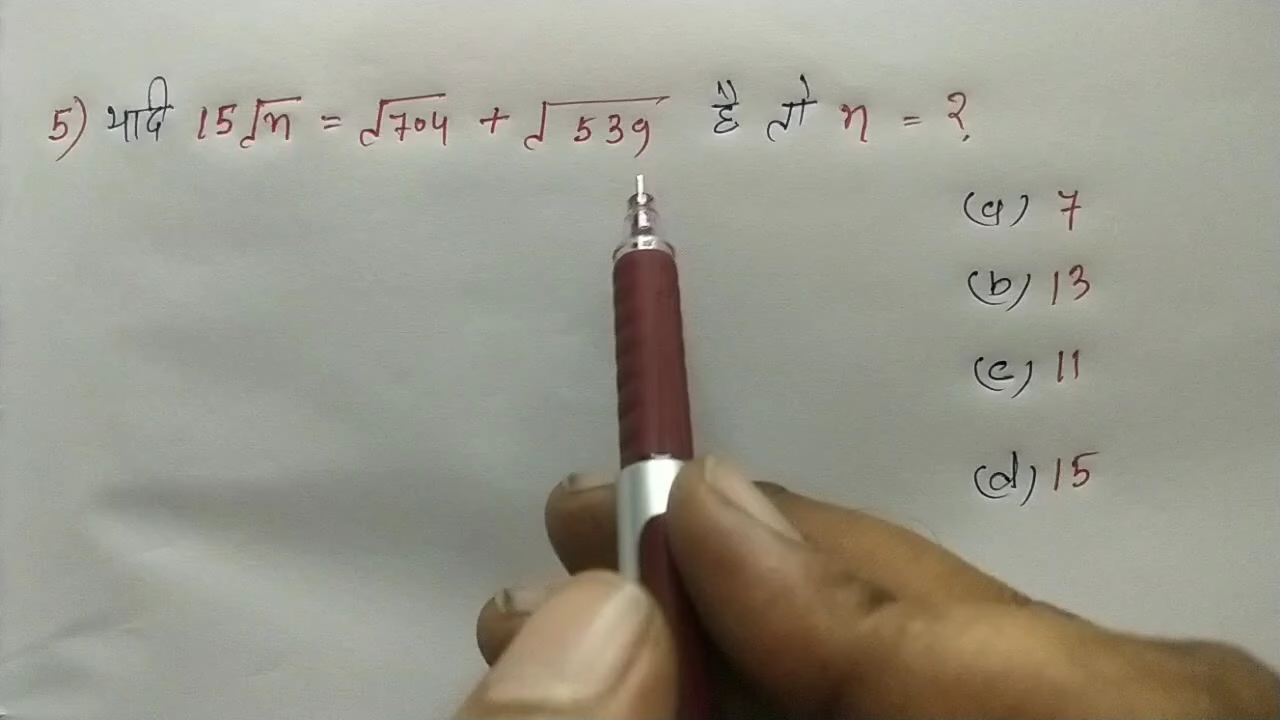 5) यदि 15√n = √704 + √539 है तो n = ?
(a) 7
(b) 13
(c) 11
(d) 15